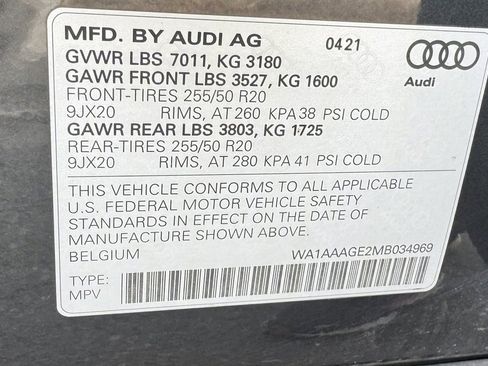 MFD. BY AUDI AG 0421
GVWR LBS 7011, KG 3180
GAWR FRONT LBS 3527, KG 1600
FRONT-TIRES 255/50 R20
9JX20 RIMS, AT 260 KPA 38 PSI COLD
GAWR REAR LBS 3803, KG 1725
REAR-TIRES 255/50 R20
9JX20 RIMS, AT 280 KPA 41 PSI COLD
Audi
THIS VEHICLE CONFORMS TO ALL APPLICABLE
U.S. FEDERAL MOTOR VEHICLE SAFETY
STANDARDS IN EFFECT ON THE DATE OF
MANUFACTURE SHOWN ABOVE.
BELGIUM WA1AAAGE2MB034969
TYPE:
MPV